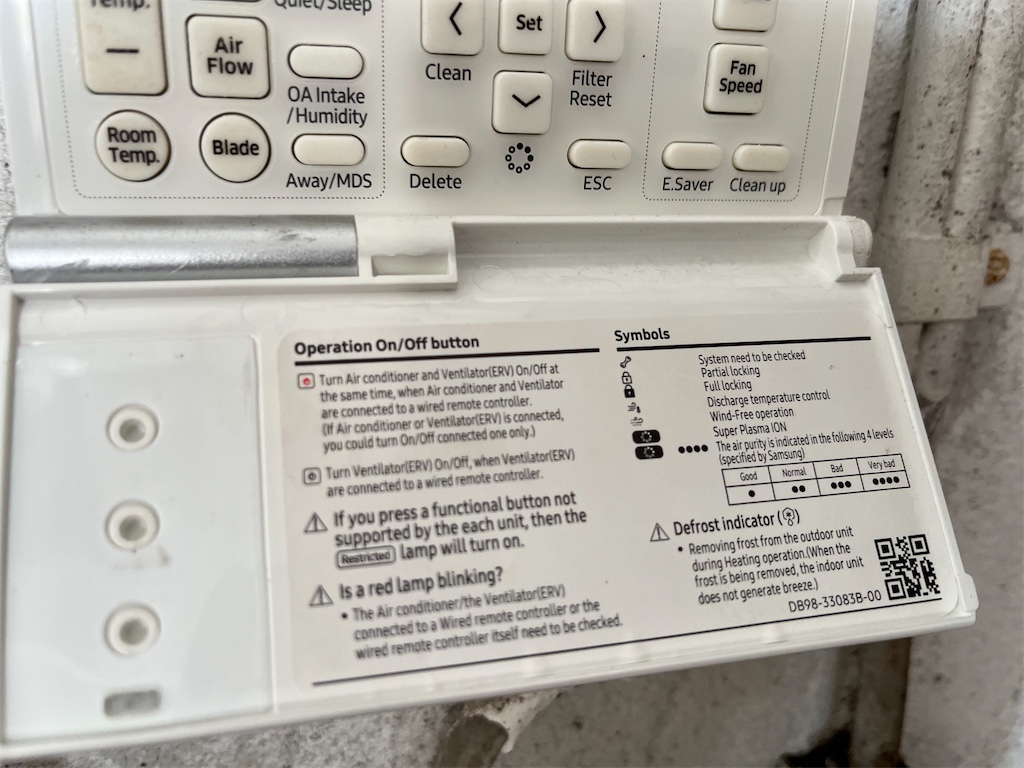 Temp.
Quiet/Sleep
Air
Flow
Set
Clean
Filter
Reset
Fan
Speed
OA Intake
/Humidity
Room
Temp.
Blade
Away/MDS
Delete
ESC
E.Saver
Clean up
Operation On/Off button
Turn Air conditioner and Ventilator(ERV) On/Off at
the same time, when Air conditioner and Ventilator
are connected to a wired remote controller.
(If Air conditioner or Ventilator(ERV) is connected,
you could turn On/Off connected one only.)
Turn Ventilator(ERV) On/Off, when Ventilator(ERV)
are connected to a wired remote controller.
If you press a functional button not
supported by the each unit, then the
Restricted lamp will turn on.
Is a red lamp blinking?
• The Air conditioner/the Ventilator(ERV)
connected to a Wired remote controller or the
wired remote controller itself need to be checked.
Symbols
System need to be checked
Partial locking
Full locking
Discharge temperature control
Wind-Free operation
Super Plasma ION
The air purity is indicated in the following 4 levels
(specified by Samsung)
Good Normal Bad Very bad
● ●● ●●● ●●●●
Defrost indicator ( )
• Removing frost from the outdoor unit
during Heating operation.(When the
frost is being removed, the indoor unit
does not generate breeze.)
DB98-33083B-00